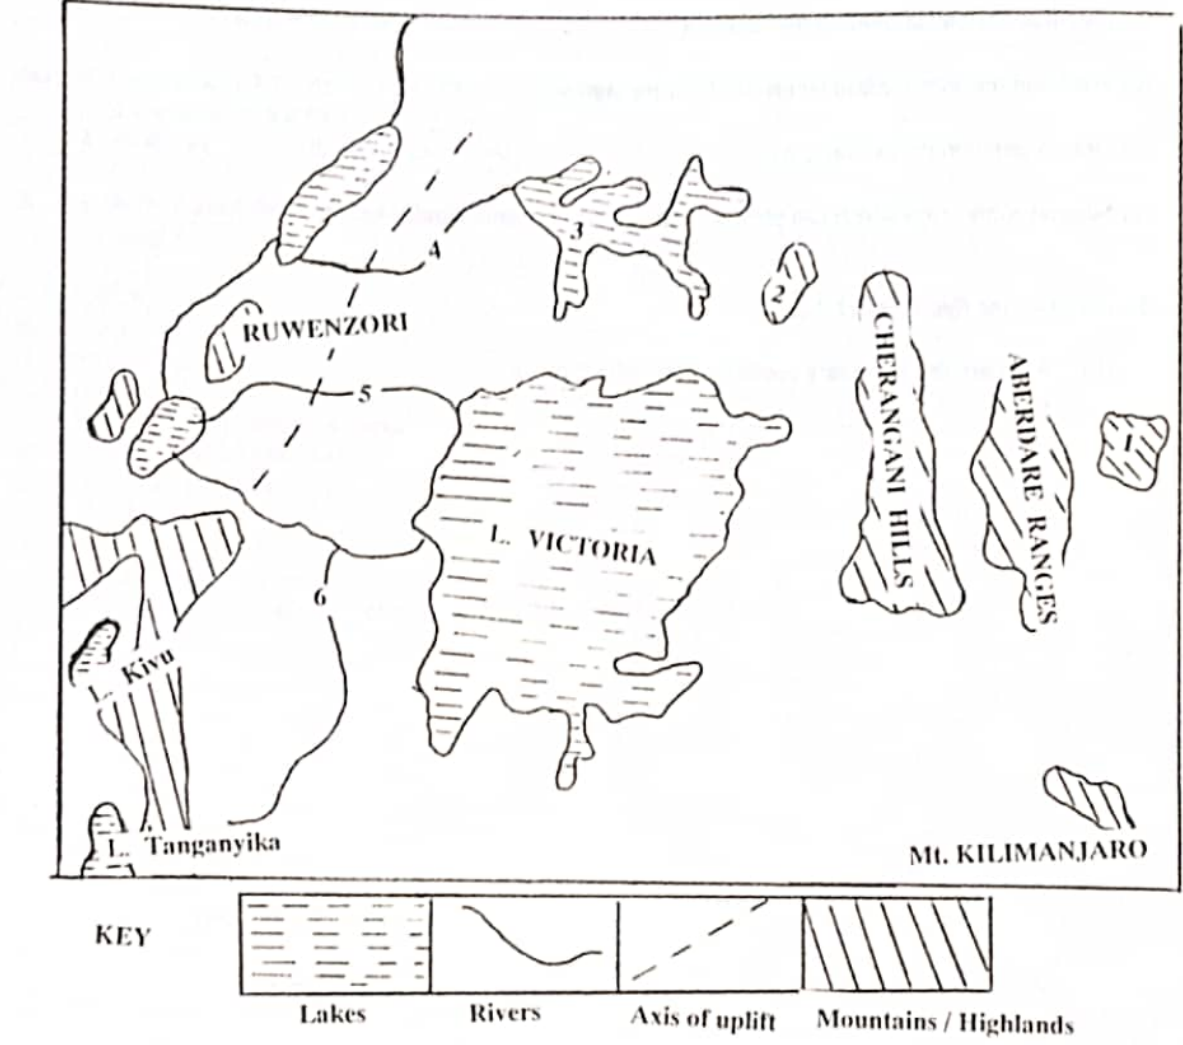 A
3
2
RUWENZORI
5
CHERANGANI HILLS
ABERDARE RANGES
1
L. VICTORIA
6
L. Kivu
L. Tanganyika
Mt. KILIMANJARO
KEY
Lakes
Rivers
Axis of uplift
Mountains / Highlands